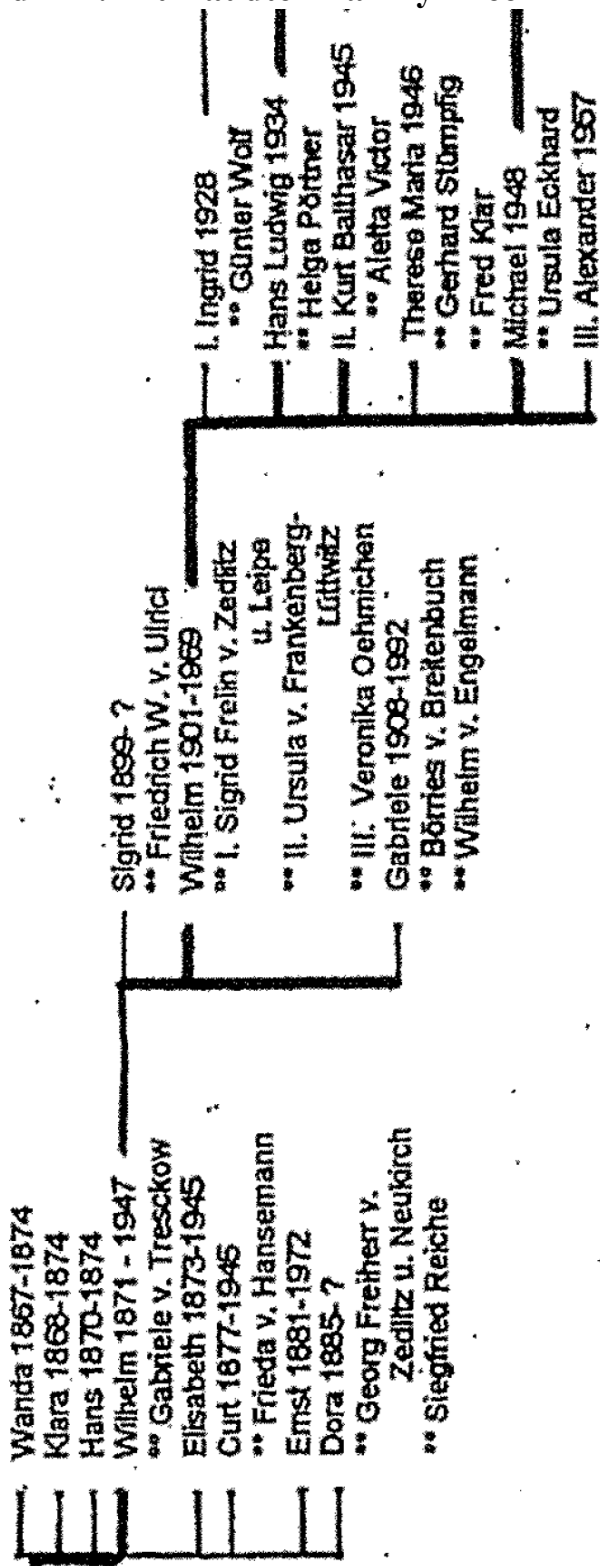 Wanda 1867-1874
Klara 1868-1874
Hans 1870-1874
Wilhelm 1871 - 1947
** Gabriele v. Tresckow
Elisabeth 1873-1945
Curt 1877-1945
** Frieda v. Hansemann
Ernst 1881-1972
Dora 1885- ?
** Georg Freiherr v.
Zedlitz u. Neukirch
** Siegfried Reiche
Sigrid 1899- ?
** Friedrich W. v. Ulrici
Wilhelm 1901-1969
** I. Sigrid Freiin v. Zedlitz
u. Leipe
** II. Ursula v. Frankenberg-
Lüttwitz
** III. Veronika Oehmichen
Gabriele 1908-1992
** Börries v. Breitenbuch
** Wilhelm v. Engelmann
I. Ingrid 1928
** Günter Wolf
Hans Ludwig 1934
** Helga Pörtner
II. Kurt Balthasar 1945
** Aletta Victor
Therese Maria 1946
** Gerhard Stümpfig
** Fred Klar
Michael 1948
** Ursula Eckhard
III. Alexander 1957